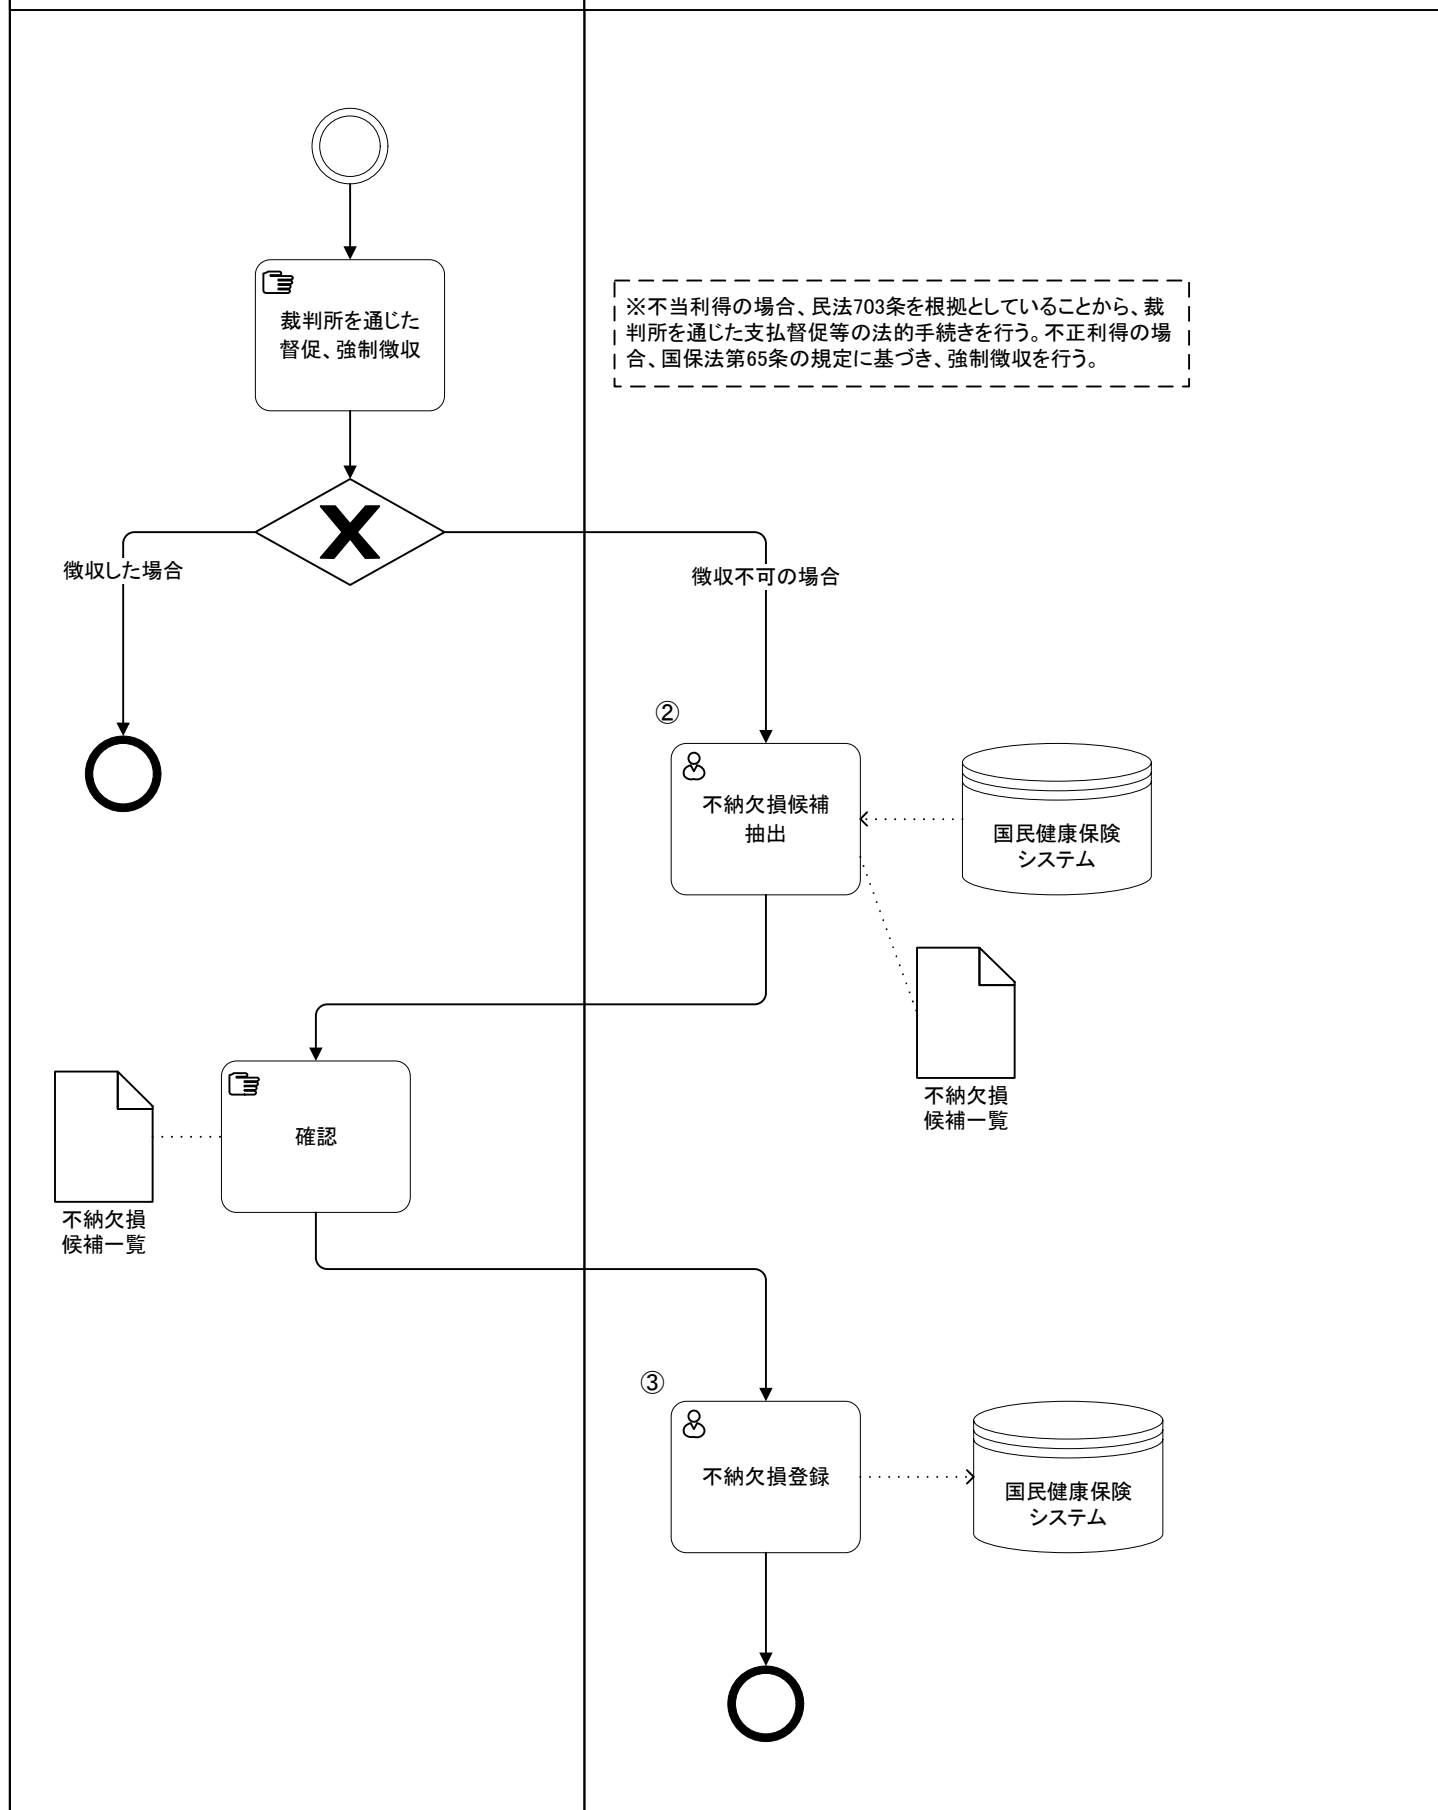 裁判所を通じた
督促、強制徴収
※不当利得の場合、民法703条を根拠としていることから、裁
判所を通じた支払督促等の法的手続きを行う。不正利得の場
合、国保法第65条の規定に基づき、強制徴収を行う。
徴収した場合
徴収不可の場合
②
不納欠損候補
抽出
国民健康保険
システム
不納欠損
候補一覧
確認
不納欠損
候補一覧
③
不納欠損登録
国民健康保険
システム